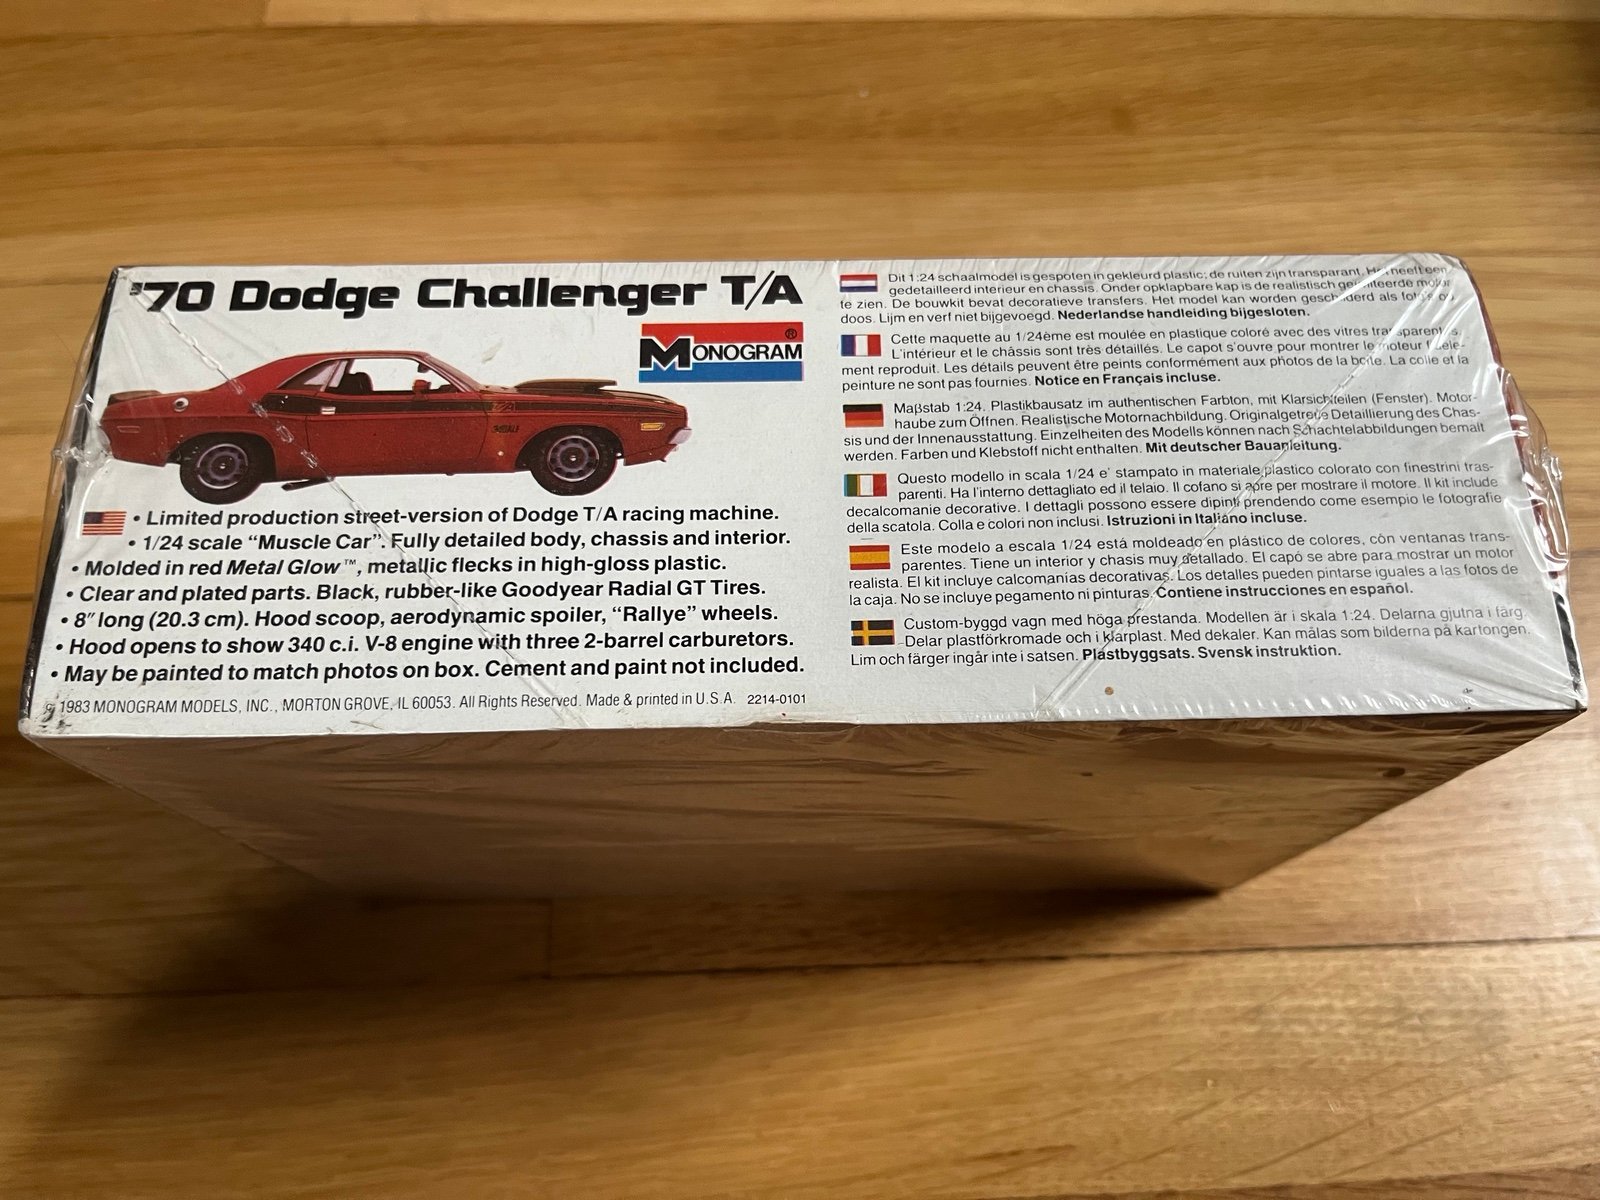 '70 Dodge Challenger T/A
MONOGRAM®
• Limited production street-version of Dodge T/A racing machine.
• 1/24 scale “Muscle Car”. Fully detailed body, chassis and interior.
• Molded in red Metal Glow™, metallic flecks in high-gloss plastic.
• Clear and plated parts. Black, rubber-like Goodyear Radial GT Tires.
• 8″ long (20.3 cm). Hood scoop, aerodynamic spoiler, “Rallye” wheels.
• Hood opens to show 340 c.i. V-8 engine with three 2-barrel carburetors.
• May be painted to match photos on box. Cement and paint not included.
© 1983 MONOGRAM MODELS, INC., MORTON GROVE, IL 60053. All Rights Reserved. Made & printed in U.S.A. 2214-0101
Dit 1:24 schaalmodel is gespoten in gekleurd plastic; de ruiten zijn transparant. Het heeft een
gedetailleerd interieur en chassis. Onder opklapbare kap is de realistisch geïmiteerde motor
te zien. De bouwkit bevat decoratieve transfers. Het model kan worden geschilderd als foto's op
doos. Lijm en verf niet bijgevoegd. Nederlandse handleiding bijgesloten.
Cette maquette au 1/24ème est moulée en plastique coloré avec des vitres transparentes.
L'intérieur et le châssis sont très détaillés. Le capot s'ouvre pour montrer le moteur fidèle-
ment reproduit. Les détails peuvent être peints conformément aux photos de la boîte. La colle et la
peinture ne sont pas fournies. Notice en Français incluse.
Maβstab 1:24. Plastikbausatz im authentischen Farbton, mit Klarsichtteilen (Fenster). Motor-
haube zum Öffnen. Realistische Motornachbildung. Originalgetreue Detaillierung des Chas-
sis und der Innenausstattung. Einzelheiten des Modells können nach Schachtelabbildungen bemalt
werden. Farben und Klebstoff nicht enthalten. Mit deutscher Bauanleitung.
Questo modello in scala 1/24 e' stampato in materiale plastico colorato con finestrini tras-
parenti. Ha l'interno dettagliato ed il telaio. Il cofano si apre per mostrare il motore. Il kit include
decalcomanie decorative. I dettagli possono essere dipinti prendendo come esempio le fotografie
della scatola. Colla e colori non inclusi. Istruzioni in Italiano incluse.
Este modelo a escala 1/24 está moldeado en plástico de colores, con ventanas trans-
parentes. Tiene un interior y chasis muy detallado. El capó se abre para mostrar un motor
realista. El kit incluye calcomanías decorativas. Los detalles pueden pintarse iguales a las fotos de
la caja. No se incluye pegamento ni pinturas. Contiene instrucciones en español.
Custom-byggd vagn med höga prestanda. Modellen är i skala 1:24. Delarna gjutna i färg.
Delar plastförkromade och i klarplast. Med dekaler. Kan målas som bilderna på kartongen.
Lim och färger ingår inte i satsen. Plastbyggsats. Svensk instruktion.